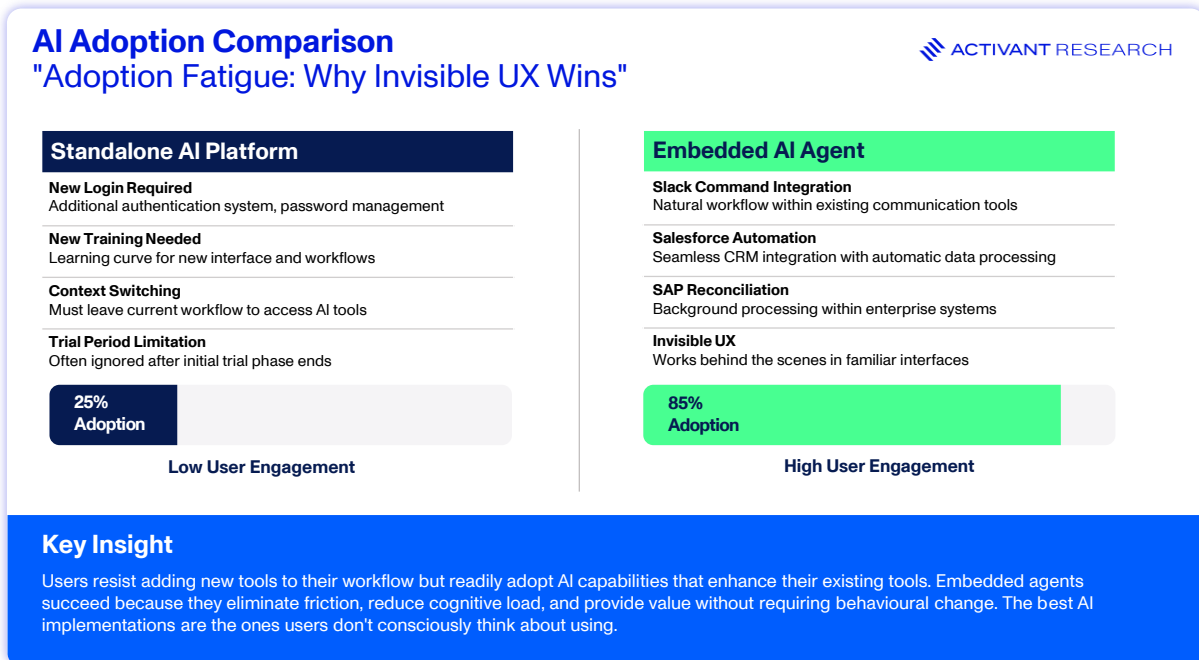 AI Adoption Comparison
"Adoption Fatigue: Why Invisible UX Wins"
ACTIVANT RESEARCH
Standalone AI Platform
New Login Required
Additional authentication system, password management
New Training Needed
Learning curve for new interface and workflows
Context Switching
Must leave current workflow to access AI tools
Trial Period Limitation
Often ignored after initial trial phase ends
25%
Adoption
Low User Engagement
Embedded AI Agent
Slack Command Integration
Natural workflow within existing communication tools
Salesforce Automation
Seamless CRM integration with automatic data processing
SAP Reconciliation
Background processing within enterprise systems
Invisible UX
Works behind the scenes in familiar interfaces
85%
Adoption
High User Engagement
Key Insight
Users resist adding new tools to their workflow but readily adopt AI capabilities that enhance their existing tools. Embedded agents
succeed because they eliminate friction, reduce cognitive load, and provide value without requiring behavioural change. The best AI
implementations are the ones users don't consciously think about using.